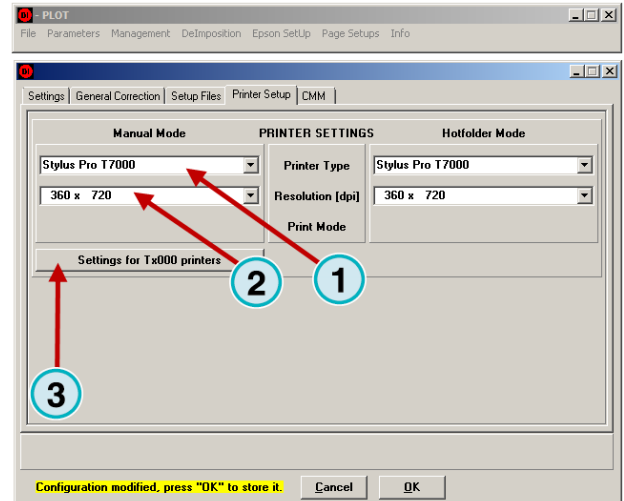 Di - PLOT
File Parameters Management DeImposition Epson SetUp Page Setups Info
Di
Settings General Correction Setup Files Printer Setup CMM
Manual Mode PRINTER SETTINGS Hotfolder Mode
Stylus Pro T7000 Printer Type Stylus Pro T7000
360 x 720 Resolution [dpi] 360 x 720
Print Mode
Settings for Tx000 printers
2 1
3
Configuration modified, press "OK" to store it. Cancel OK